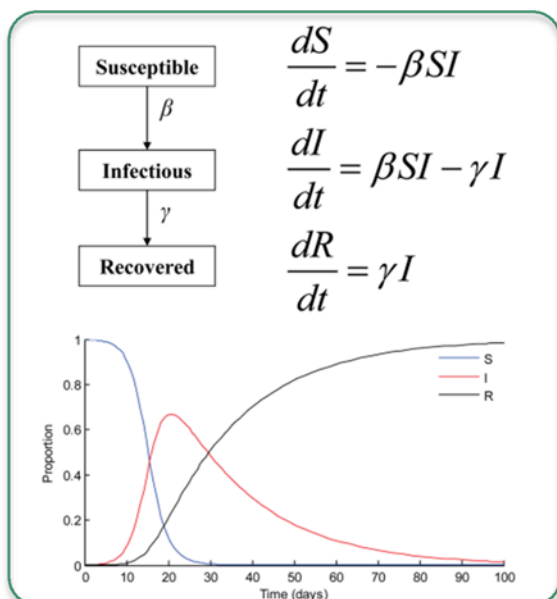 Susceptible
β
Infectious
γ
Recovered
dS/dt = −βSI
dI/dt = βSI − γI
dR/dt = γI
Proportion
1
0.8
0.6
0.4
0.2
0
S
I
R
0 10 20 30 40 50 60 70 80 90 100
Time (days)